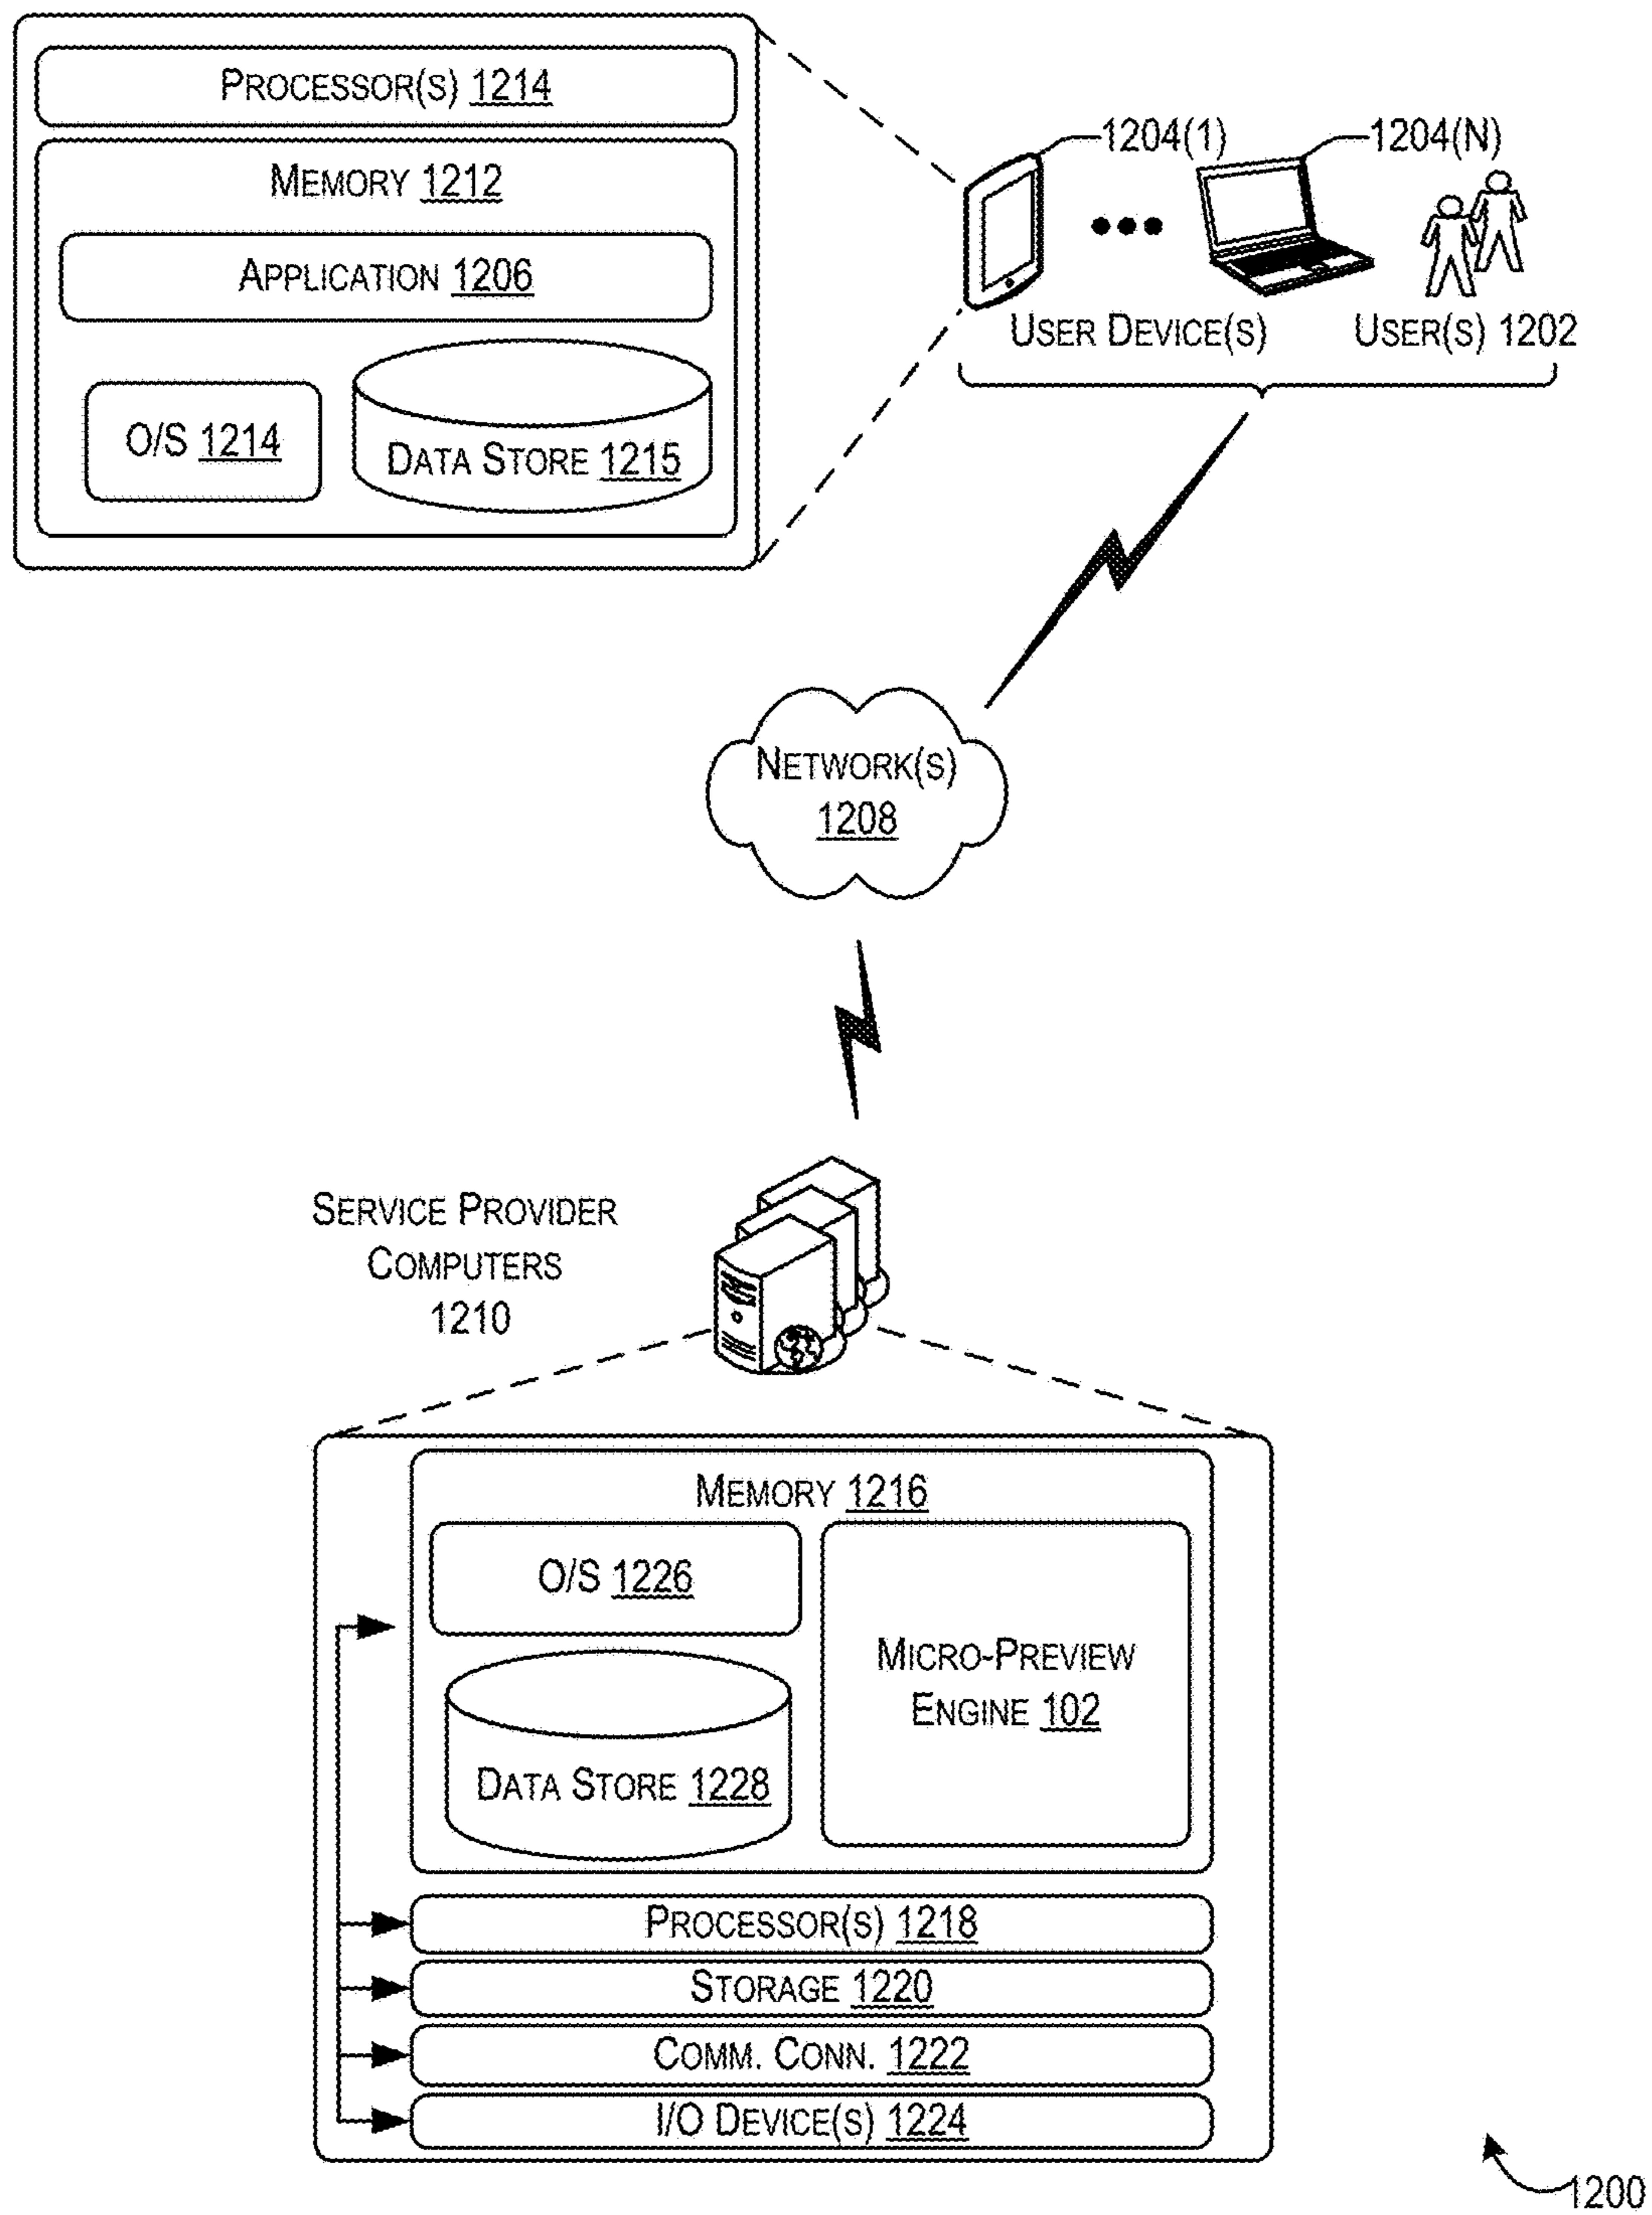 PROCESSOR(S) 1214
MEMORY 1212
APPLICATION 1206
O/S 1214
DATA STORE 1215
1204(1)
1204(N)
USER DEVICE(S)
USER(S) 1202
NETWORK(S)
1208
SERVICE PROVIDER
COMPUTERS
1210
MEMORY 1216
O/S 1226
DATA STORE 1228
MICRO-PREVIEW
ENGINE 102
PROCESSOR(S) 1218
STORAGE 1220
COMM. CONN. 1222
I/O DEVICE(S) 1224
1200